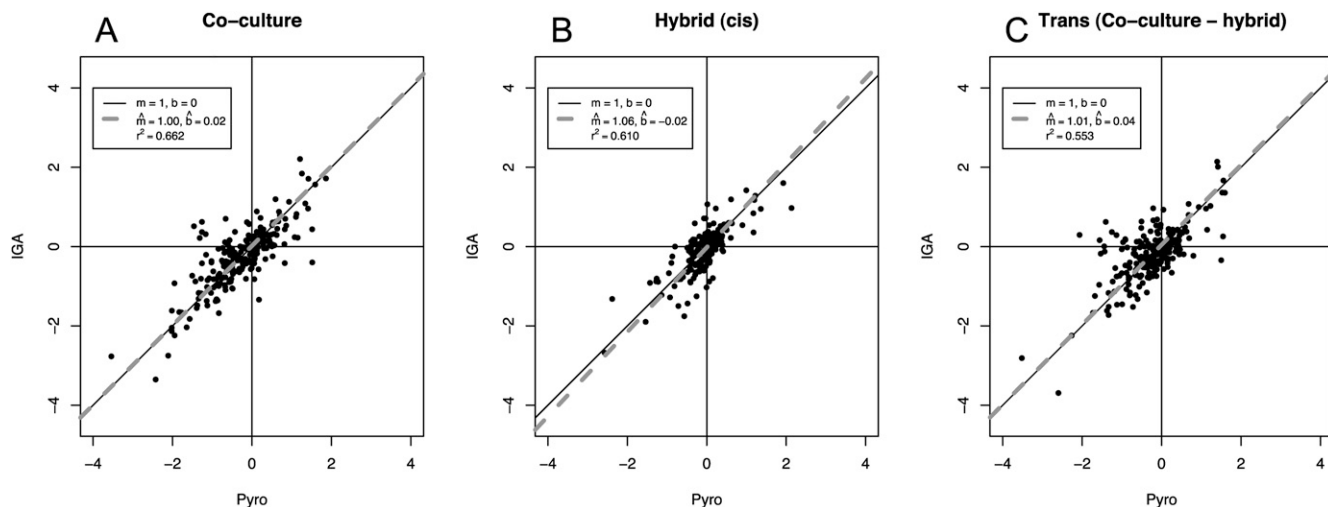 A
Co–culture
IGA
4
2
0
−2
−4
m = 1, b = 0
m̂ = 1.00, b̂ = 0.02
r² = 0.662
−4 −2 0 2 4
Pyro
B
Hybrid (cis)
IGA
4
2
0
−2
−4
m = 1, b = 0
m̂ = 1.06, b̂ = −0.02
r² = 0.610
−4 −2 0 2 4
Pyro
C
Trans (Co−culture − hybrid)
IGA
4
2
0
−2
−4
m = 1, b = 0
m̂ = 1.01, b̂ = 0.04
r² = 0.553
−4 −2 0 2 4
Pyro